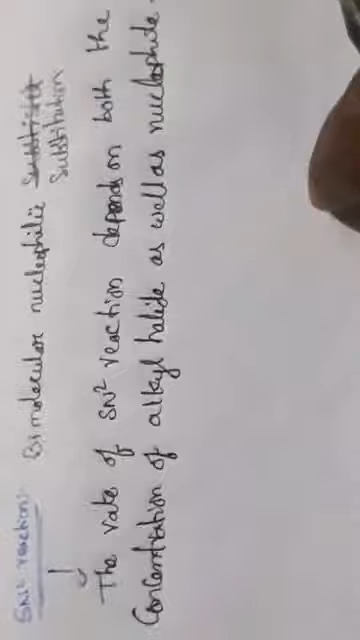 SN² reaction: Bimolecular nucleophilic
Substitution
The rate of SN² reaction depends on both the
Concentration of alkyl halide as well as nucleophile.